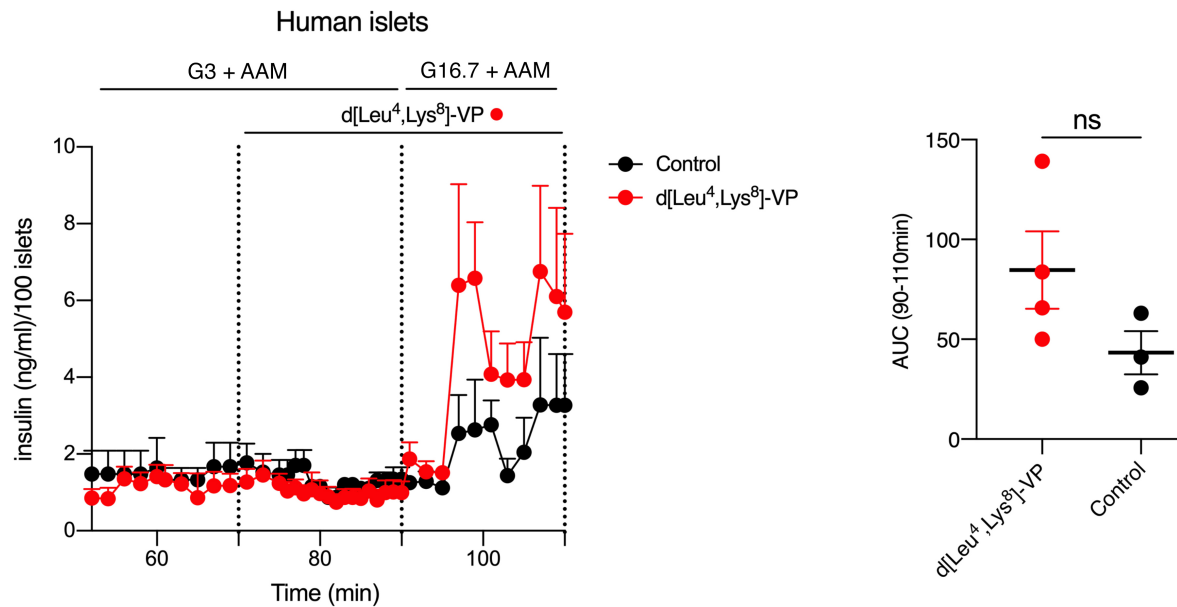 Human islets
G3 + AAM
G16.7 + AAM
d[Leu⁴,Lys⁸]-VP
10
8
6
4
2
0
insulin (ng/ml)/100 islets
60
80
100
Time (min)
Control
d[Leu⁴,Lys⁸]-VP
ns
150
100
50
0
AUC (90-110min)
d[Leu⁴,Lys⁸]-VP
Control